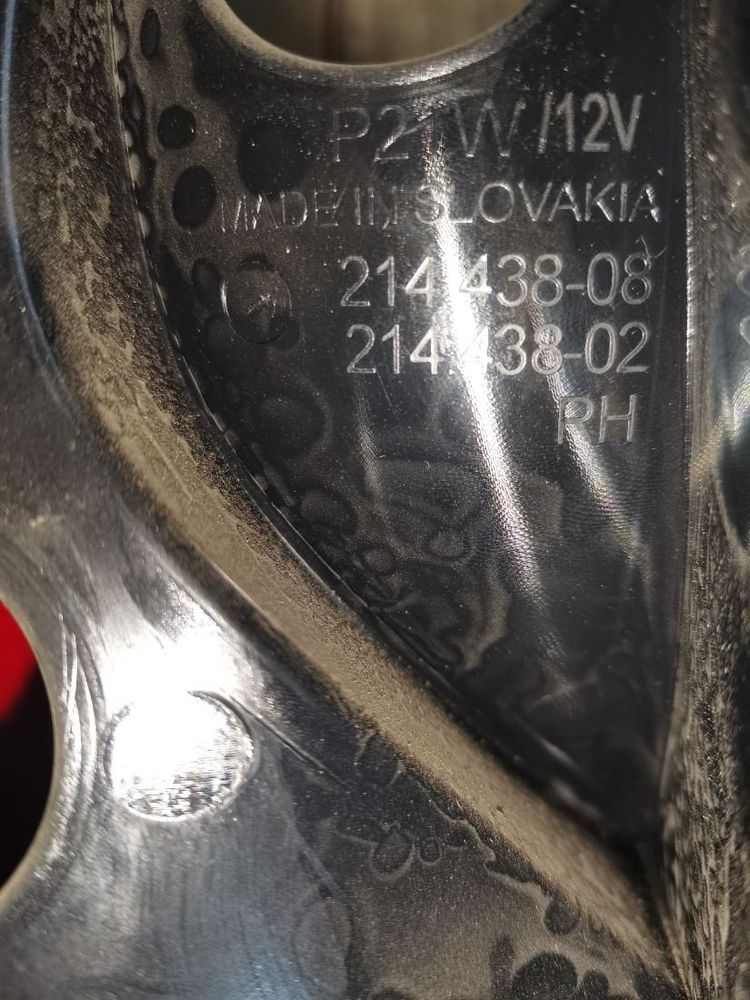 P21W/12V
MADE IN SLOVAKIA
214.438-08
214.438-02
RH